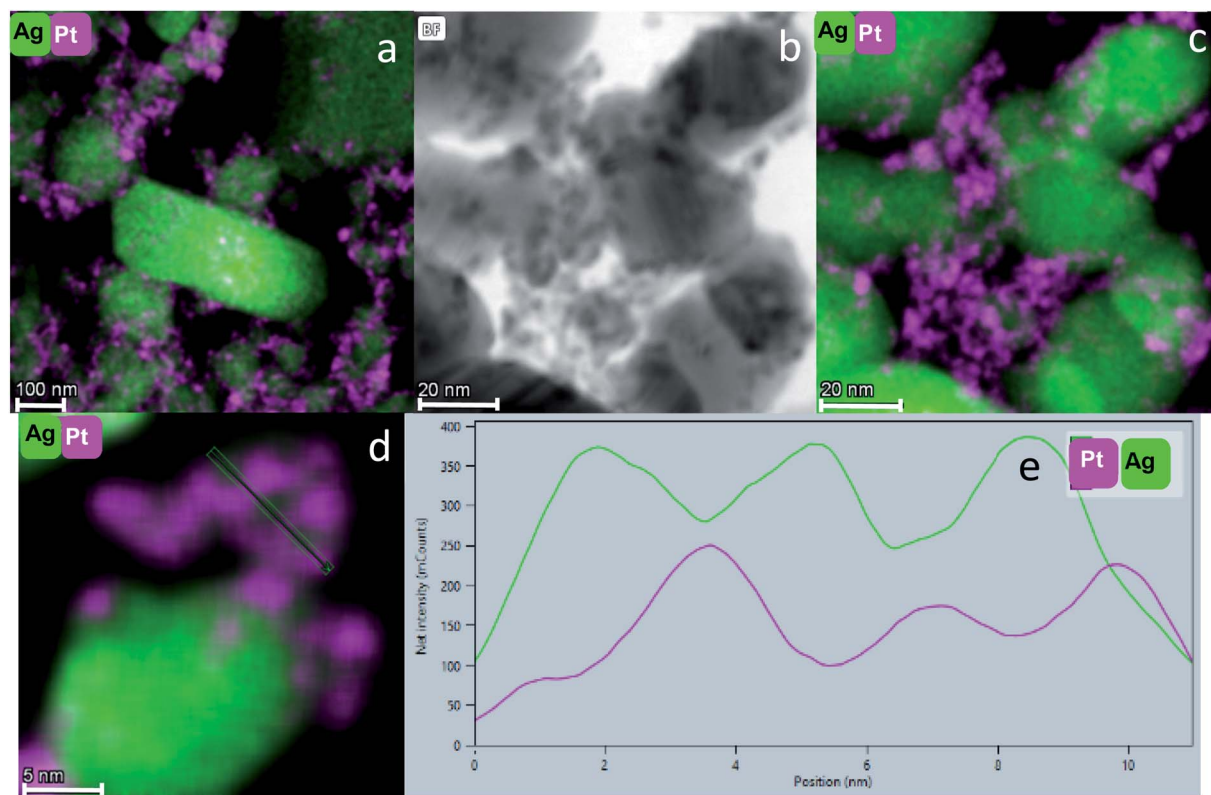 Ag Pt
a
100 nm
BF
b
20 nm
Ag Pt
c
20 nm
Ag Pt
d
5 nm
e
Pt Ag
Net intensity (mCounts)
400
350
300
250
200
150
100
50
0
0 2 4 6 8 10
Position (nm)